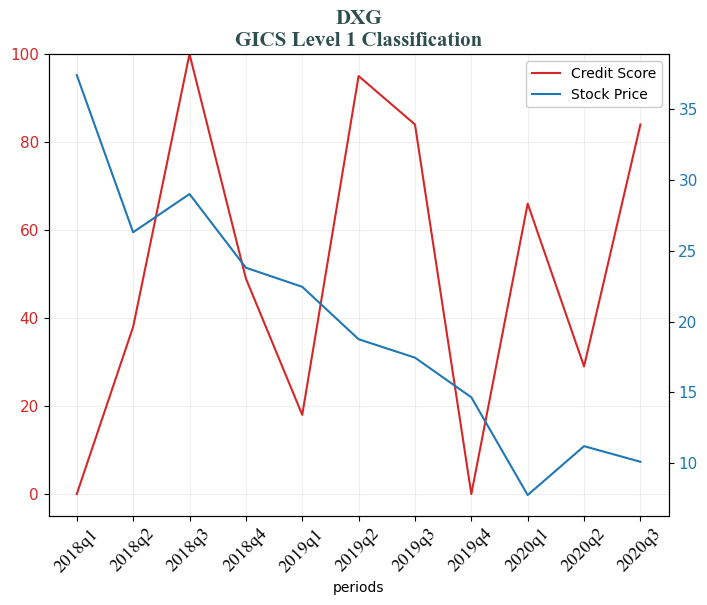 DXG
GICS Level 1 Classification
Credit Score
Stock Price
100
80
60
40
20
0
35
30
25
20
15
10
2018q1
2018q2
2018q3
2018q4
2019q1
2019q2
2019q3
2019q4
2020q1
2020q2
2020q3
periods